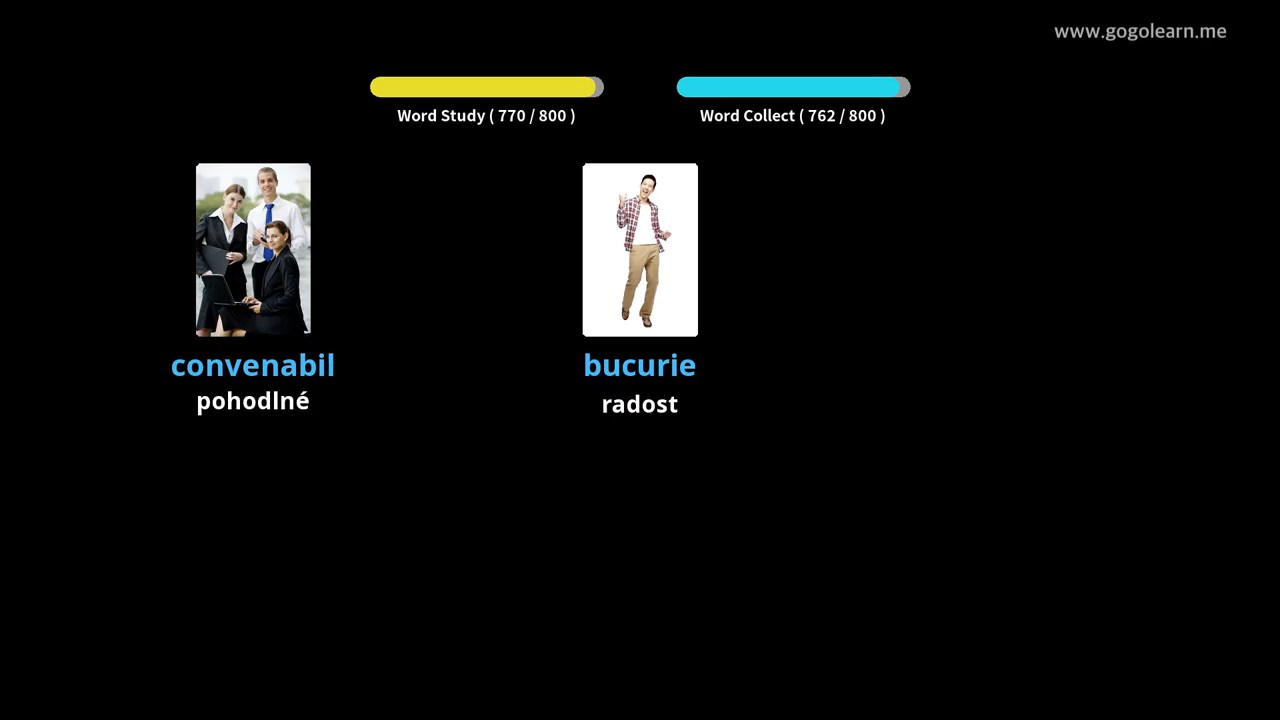 www.gogolearn.me
Word Study ( 770 / 800 )
Word Collect ( 762 / 800 )
convenabil
pohodlné
bucurie
radost